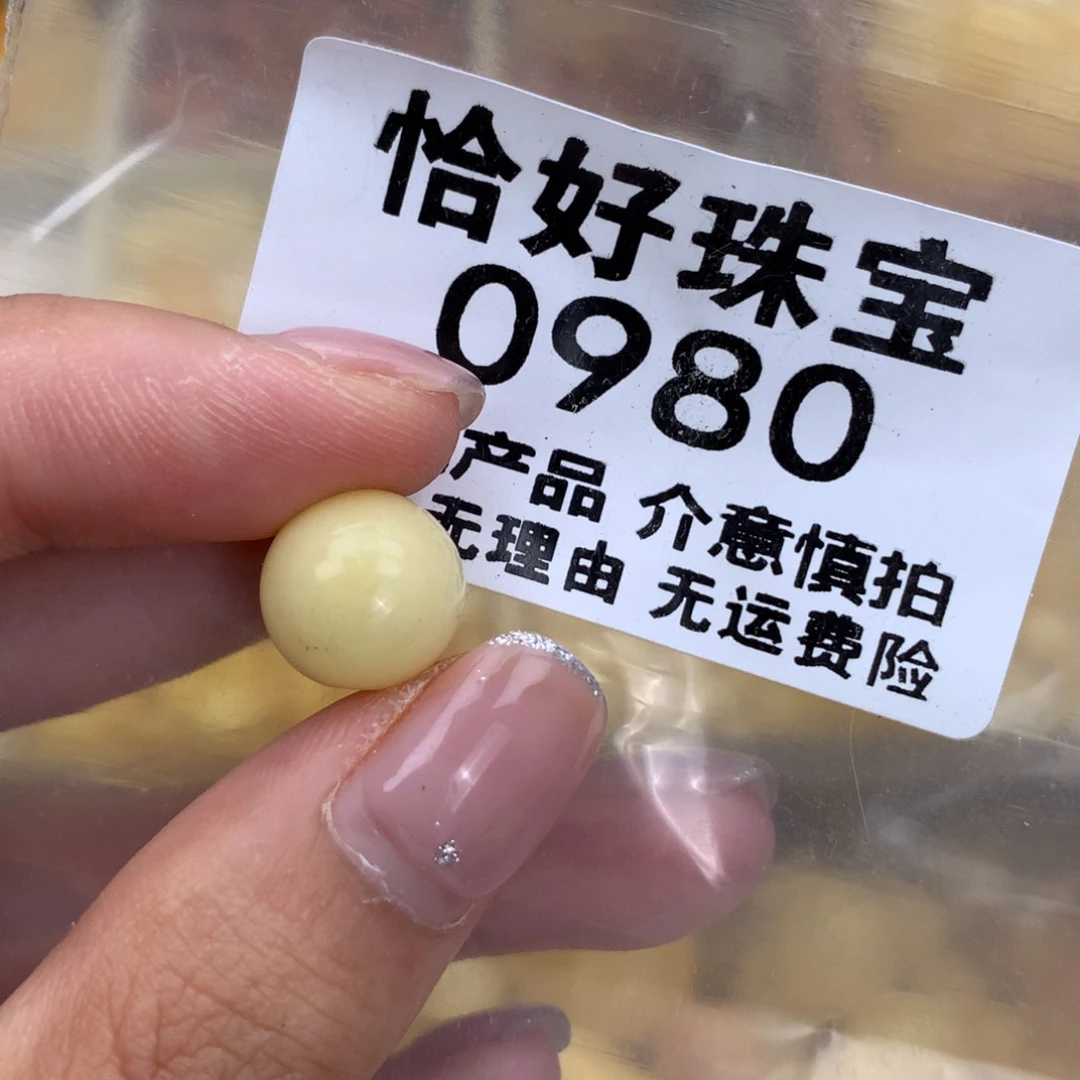 恰好珠宝
0980
产品 介意慎拍
无理由 无运费险